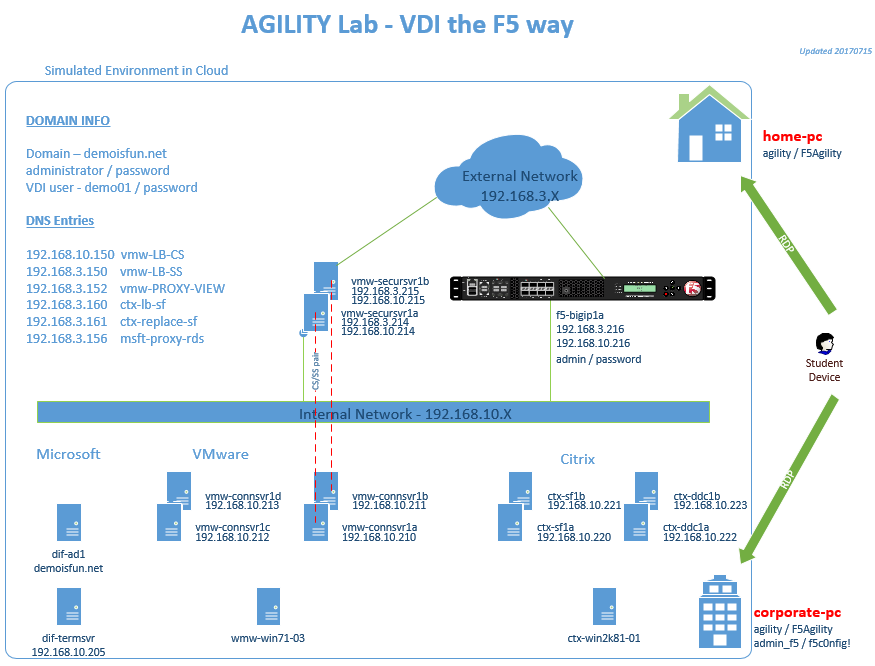 AGILITY Lab - VDI the F5 way
Updated 20170715
Simulated Environment in Cloud
DOMAIN INFO
Domain – demoisfun.net
administrator / password
VDI user - demo01 / password
DNS Entries
192.168.10.150 vmw-LB-CS
192.168.3.150 vmw-LB-SS
192.168.3.152 vmw-PROXY-VIEW
192.168.3.160 ctx-lb-sf
192.168.3.161 ctx-replace-sf
192.168.3.156 msft-proxy-rds
External Network
192.168.3.X
home-pc
agility / F5Agility
RDP
vmw-secursvr1b
192.168.3.215
192.168.10.215
vmw-secursvr1a
192.168.3.214
192.168.10.214
CS/SS pair
f5
f5-bigip1a
192.168.3.216
192.168.10.216
admin / password
Student
Device
Internal Network - 192.168.10.X
Microsoft
VMware
Citrix
RDP
vmw-connsvr1d
192.168.10.213
vmw-connsvr1c
192.168.10.212
vmw-connsvr1b
192.168.10.211
vmw-connsvr1a
192.168.10.210
ctx-sf1b
192.168.10.221
ctx-sf1a
192.168.10.220
ctx-ddc1b
192.168.10.223
ctx-ddc1a
192.168.10.222
dif-ad1
demoisfun.net
dif-termsvr
192.168.10.205
wmw-win71-03
ctx-win2k81-01
corporate-pc
agility / F5Agility
admin_f5 / f5c0nfig!